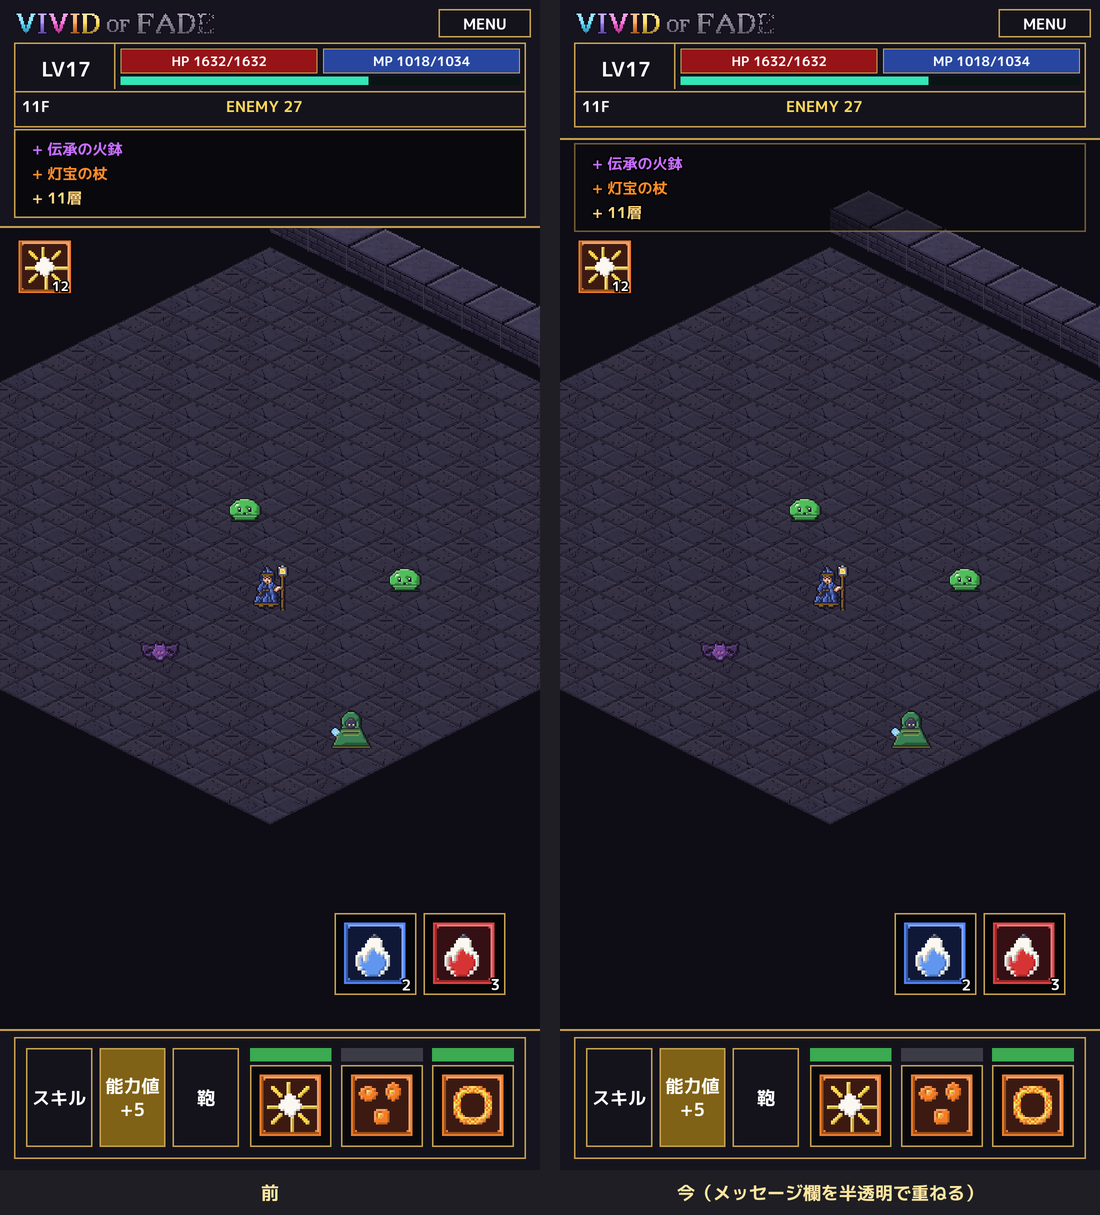 VIVID OF FADE
MENU
LV17
HP 1632/1632
MP 1018/1034
11F
ENEMY 27
+ 伝承の火鉢
+ 灯宝の杖
+ 11層
12
2
3
スキル
能力値
+5
鞄
前
VIVID OF FADE
MENU
LV17
HP 1632/1632
MP 1018/1034
11F
ENEMY 27
+ 伝承の火鉢
+ 灯宝の杖
+ 11層
12
2
3
スキル
能力値
+5
鞄
今（メッセージ欄を半透明で重ねる）